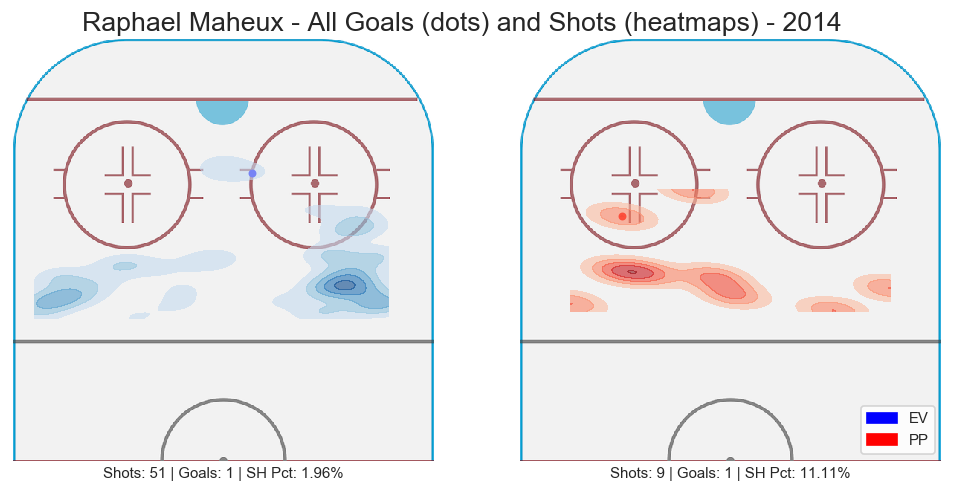 Raphael Maheux - All Goals (dots) and Shots (heatmaps) - 2014
EV
PP
Shots: 51 | Goals: 1 | SH Pct: 1.96%
Shots: 9 | Goals: 1 | SH Pct: 11.11%